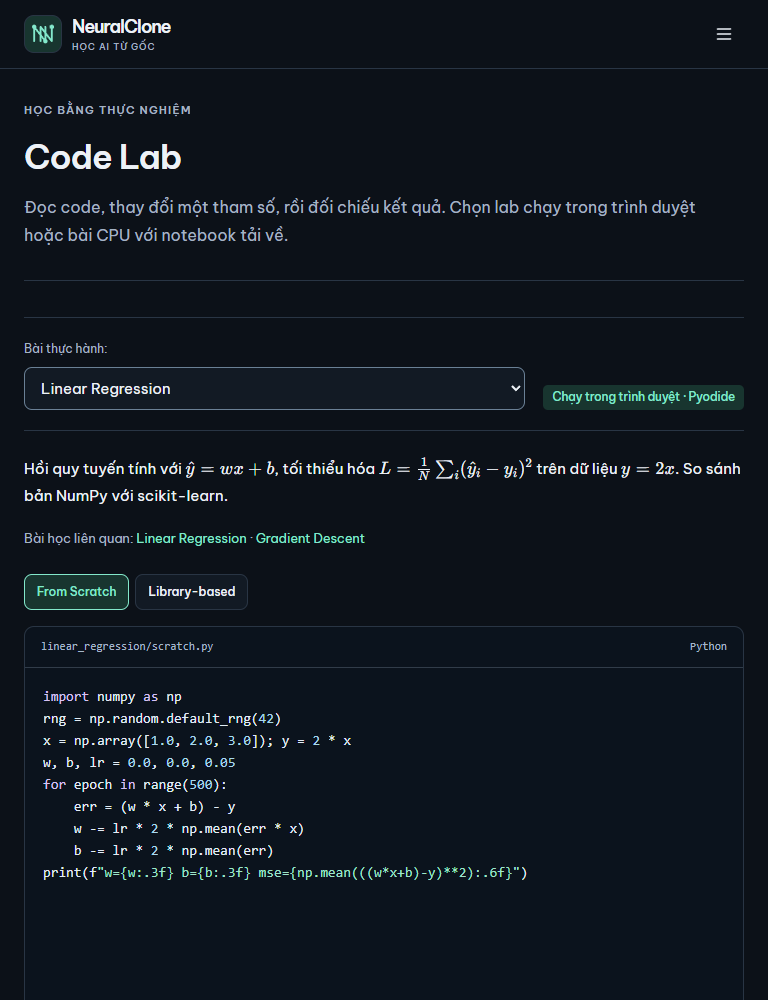 NeuralClone
HỌC AI TỪ GỐC
HỌC BẰNG THỰC NGHIỆM
Code Lab
Đọc code, thay đổi một tham số, rồi đối chiếu kết quả. Chọn lab chạy trong trình duyệt
hoặc bài CPU với notebook tải về.
Bài thực hành:
Linear Regression
Chạy trong trình duyệt · Pyodide
Hồi quy tuyến tính với ŷ = wx + b, tối thiểu hóa L = 1/N ∑ᵢ(ŷᵢ − yᵢ)² trên dữ liệu y = 2x. So sánh
bản NumPy với scikit-learn.
Bài học liên quan: Linear Regression · Gradient Descent
From Scratch
Library-based
linear_regression/scratch.py
Python
import numpy as np
rng = np.random.default_rng(42)
x = np.array([1.0, 2.0, 3.0]); y = 2 * x
w, b, lr = 0.0, 0.0, 0.05
for epoch in range(500):
    err = (w * x + b) - y
    w -= lr * 2 * np.mean(err * x)
    b -= lr * 2 * np.mean(err)
print(f"w={w:.3f} b={b:.3f} mse={np.mean(((w*x+b)-y)**2):.6f}")